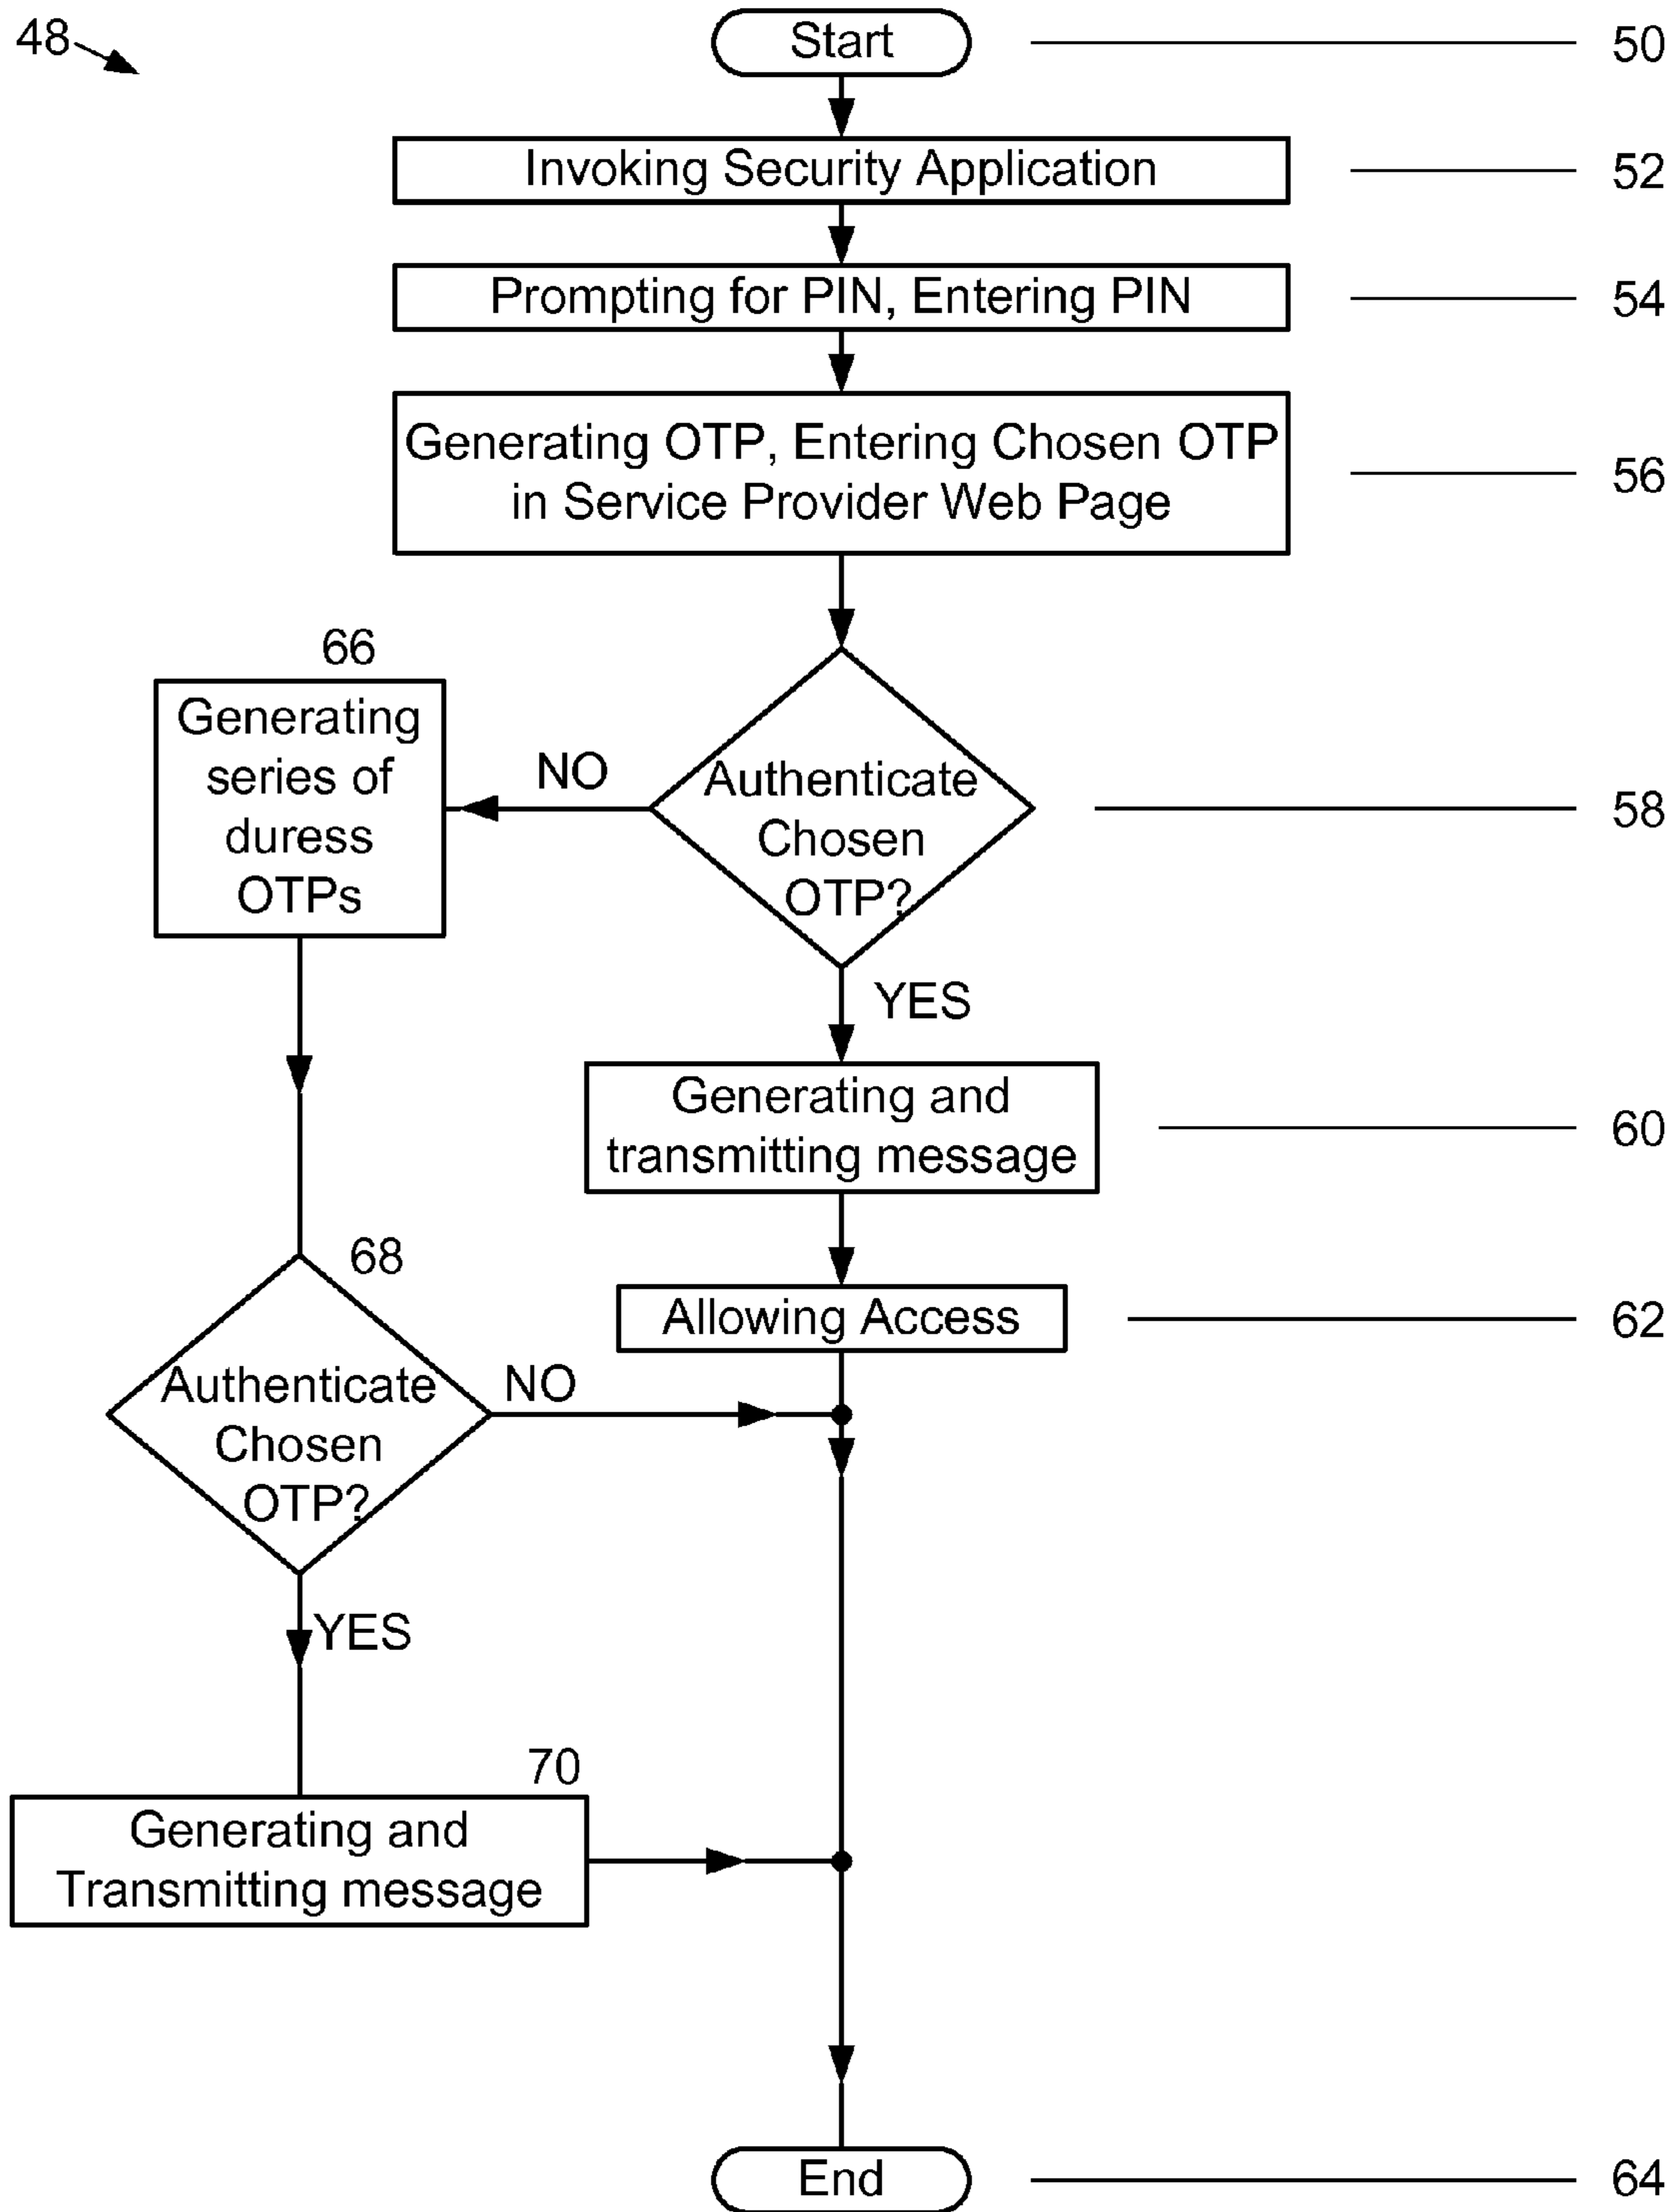 48
Start
50
Invoking Security Application
52
Prompting for PIN, Entering PIN
54
Generating OTP, Entering Chosen OTP
in Service Provider Web Page
56
66
Generating
series of
duress
OTPs
NO
Authenticate
Chosen
OTP?
58
YES
Generating and
transmitting message
60
Allowing Access
62
68
Authenticate
Chosen
OTP?
NO
YES
70
Generating and
Transmitting message
End
64